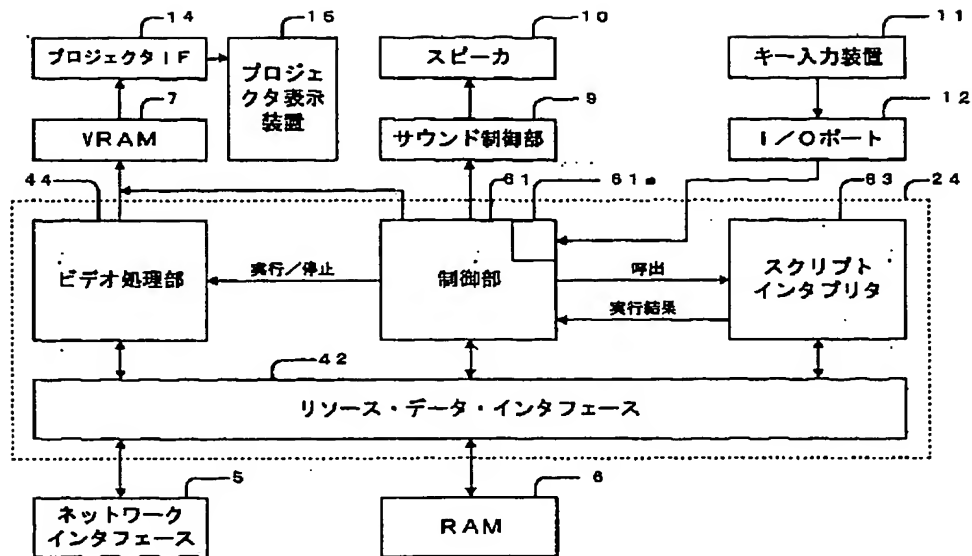 14
15
10
11
プロジェクタIF
プロジェ
クタ表示
装置
スピーカ
キー入力装置
7
9
12
VRAM
サウンド制御部
I/Oポート
44
61
61a
63
24
ビデオ処理部
実行/停止
制御部
呼出
実行結果
スクリプト
インタプリタ
42
リソース・データ・インタフェース
5
6
ネットワーク
インタフェース
RAM